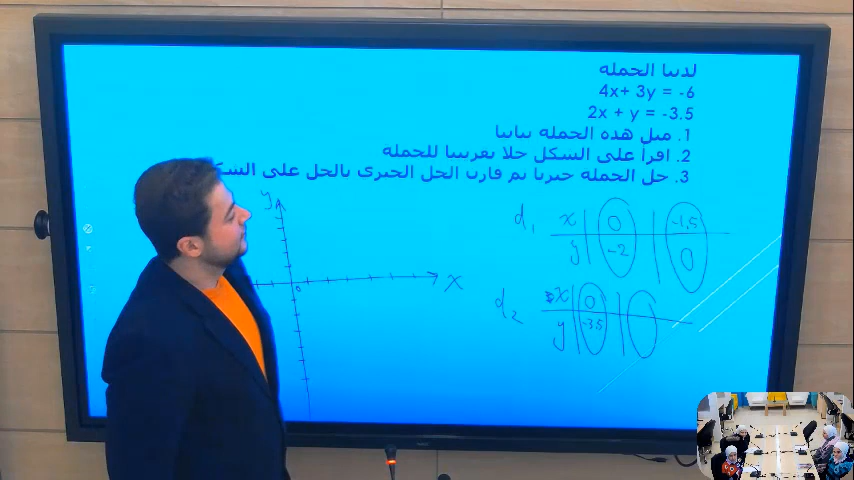 لدينا الجملة
4x+ 3y = -6
2x + y = -3.5
1. مثل هذه الجملة بيانيا
2. اقرأ على الشكل حلا تقريبيا للجملة
3. حل الجملة جبريا ثم قارن الحل الجبري بالحل على
y
x
0
d₁ x 0 -1,5
y -2 0
d₂ x 0
y -3.5